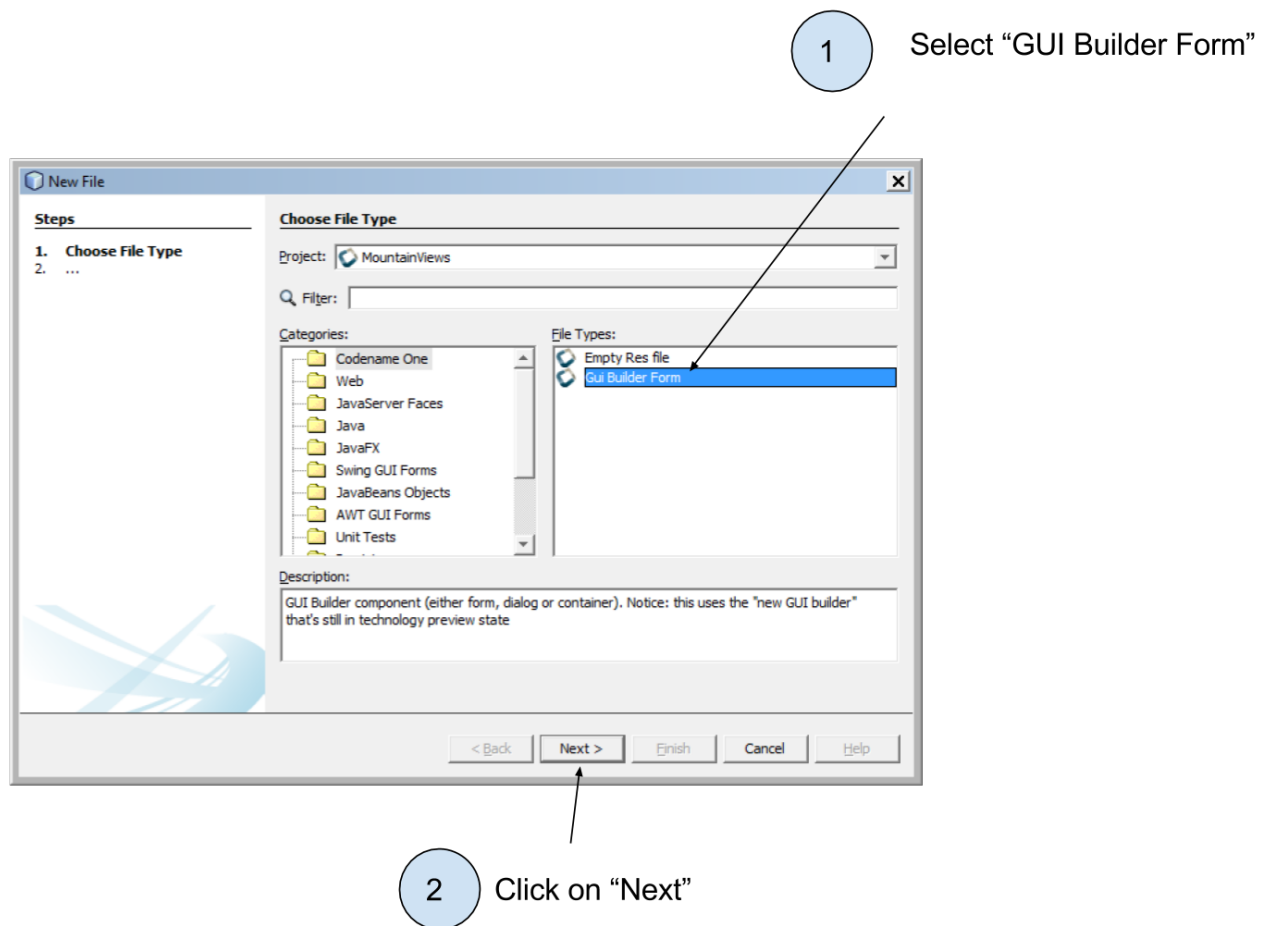 1
Select “GUI Builder Form”
New File
Steps
1. Choose File Type
2. ...
Choose File Type
Project: MountainViews
Filter:
Categories:
Codename One
Web
JavaServer Faces
Java
JavaFX
Swing GUI Forms
JavaBeans Objects
AWT GUI Forms
Unit Tests
File Types:
Empty Res file
Gui Builder Form
Description:
GUI Builder component (either form, dialog or container). Notice: this uses the "new GUI builder"
that's still in technology preview state
< Back Next > Finish Cancel Help
2
Click on “Next”